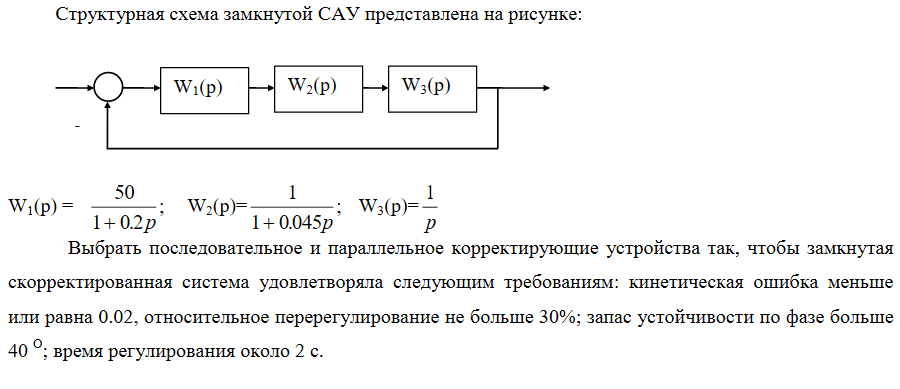 Структурная схема замкнутой САУ представлена на рисунке:
W₁(p) W₂(p) W₃(p)
-
W₁(p) = 50/(1+0.2p); W₂(p)=1/(1+0.045p); W₃(p)=1/p
Выбрать последовательное и параллельное корректирующие устройства так, чтобы замкнутая
скорректированная система удовлетворяла следующим требованиям: кинетическая ошибка меньше
или равна 0.02, относительное перерегулирование не больше 30%; запас устойчивости по фазе больше
40 ᴼ; время регулирования около 2 с.